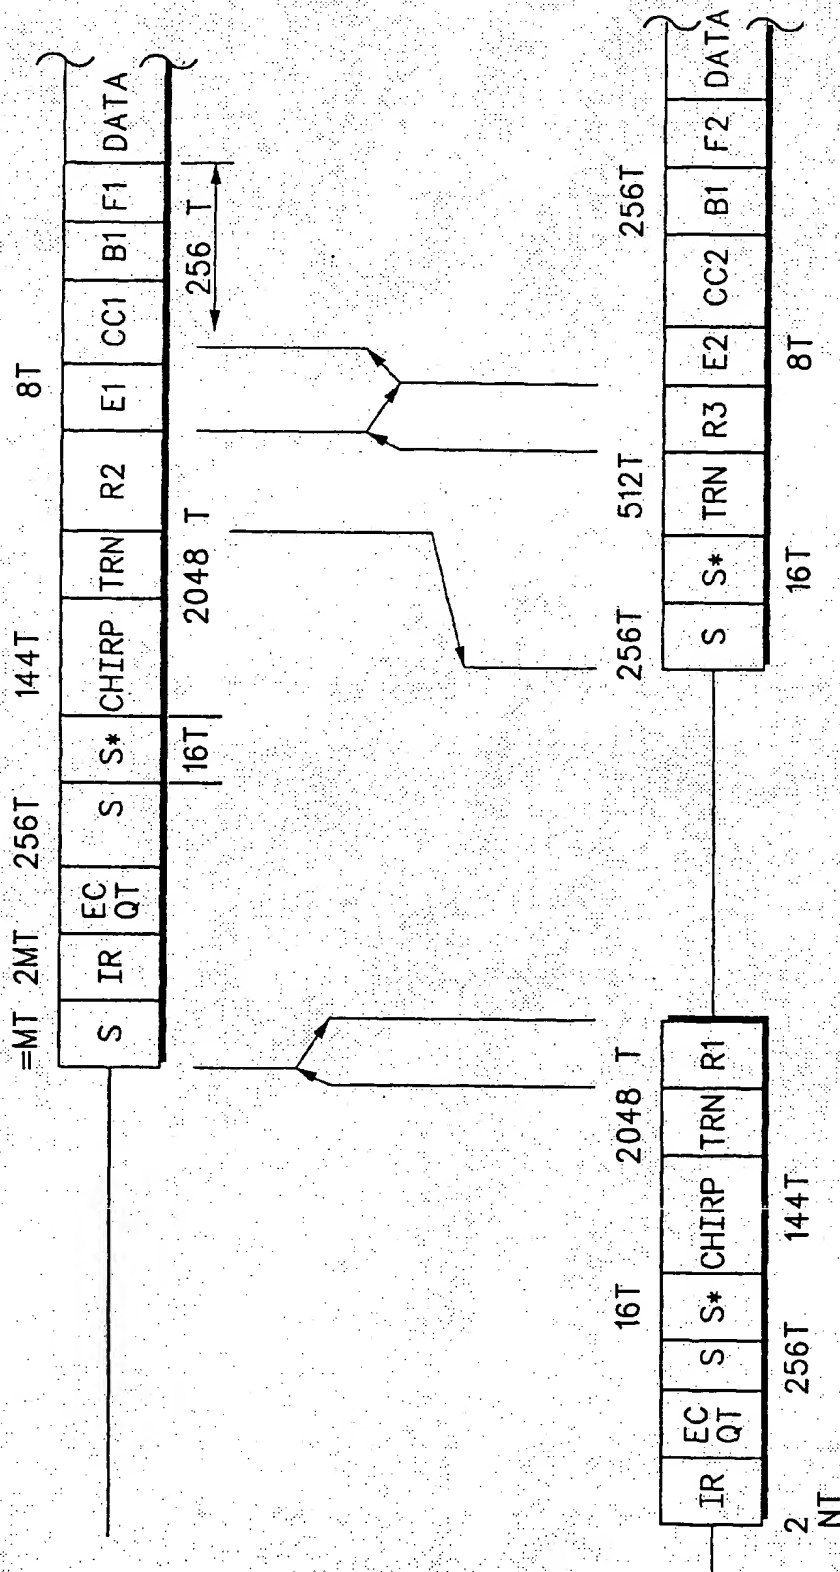 =MT 2MT 256T 144T 8T
S IR EC QT S S* CHIRP TRN R2 E1 CC1 B1 F1 DATA
16T 2048 T 256 T
16T 2048 T 256T 512T 256T
IR EC QT S S* CHIRP TRN R1 S S* TRN R3 E2 CC2 B1 F2 DATA
2 NT 256T 144T 16T 8T